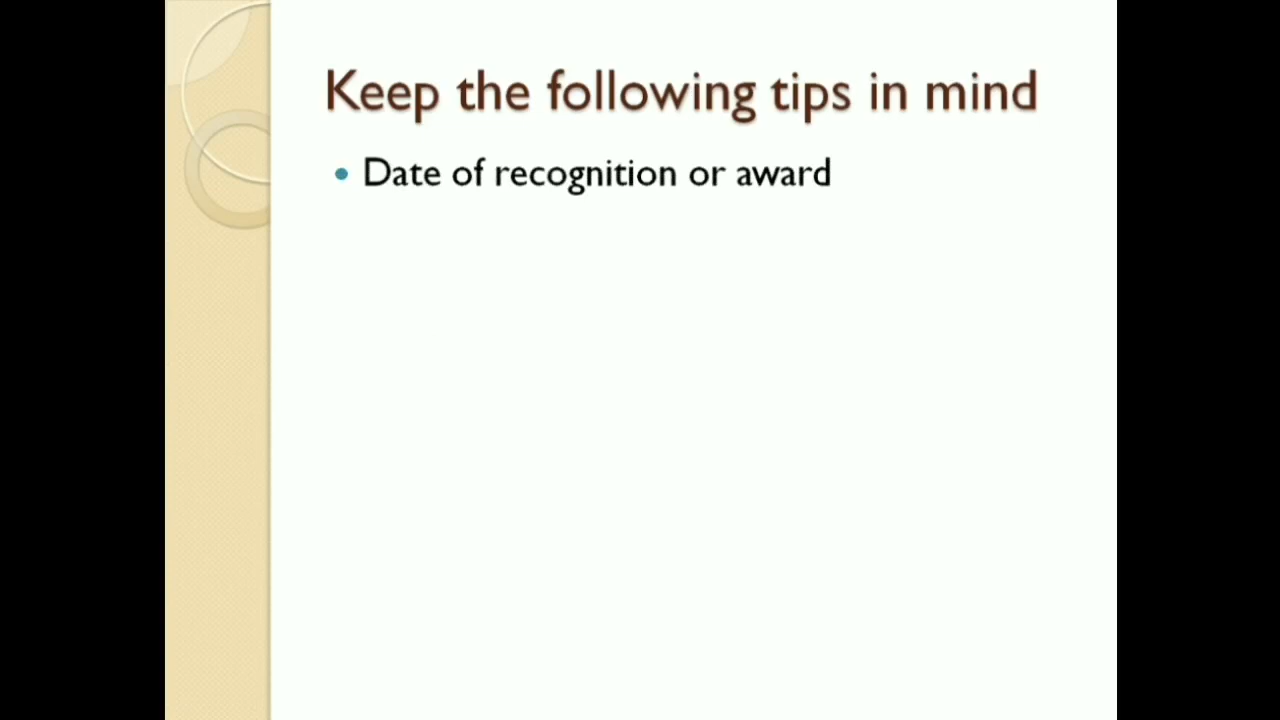 Keep the following tips in mind
• Date of recognition or award